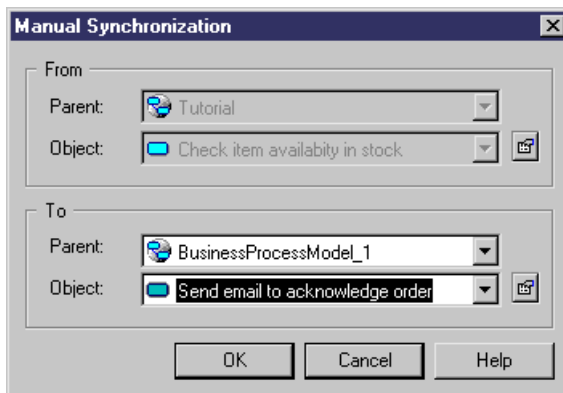 Manual Synchronization
From
Parent: Tutorial
Object: Check item availabity in stock
To
Parent: BusinessProcessModel_1
Object: Send email to acknowledge order
OK Cancel Help